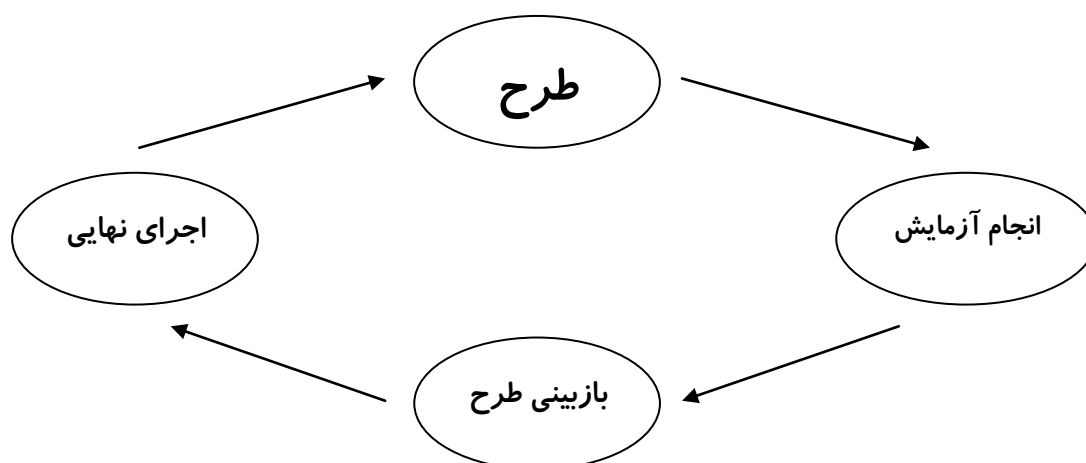 طرح
انجام آزمایش
بازبینی طرح
اجرای نهایی